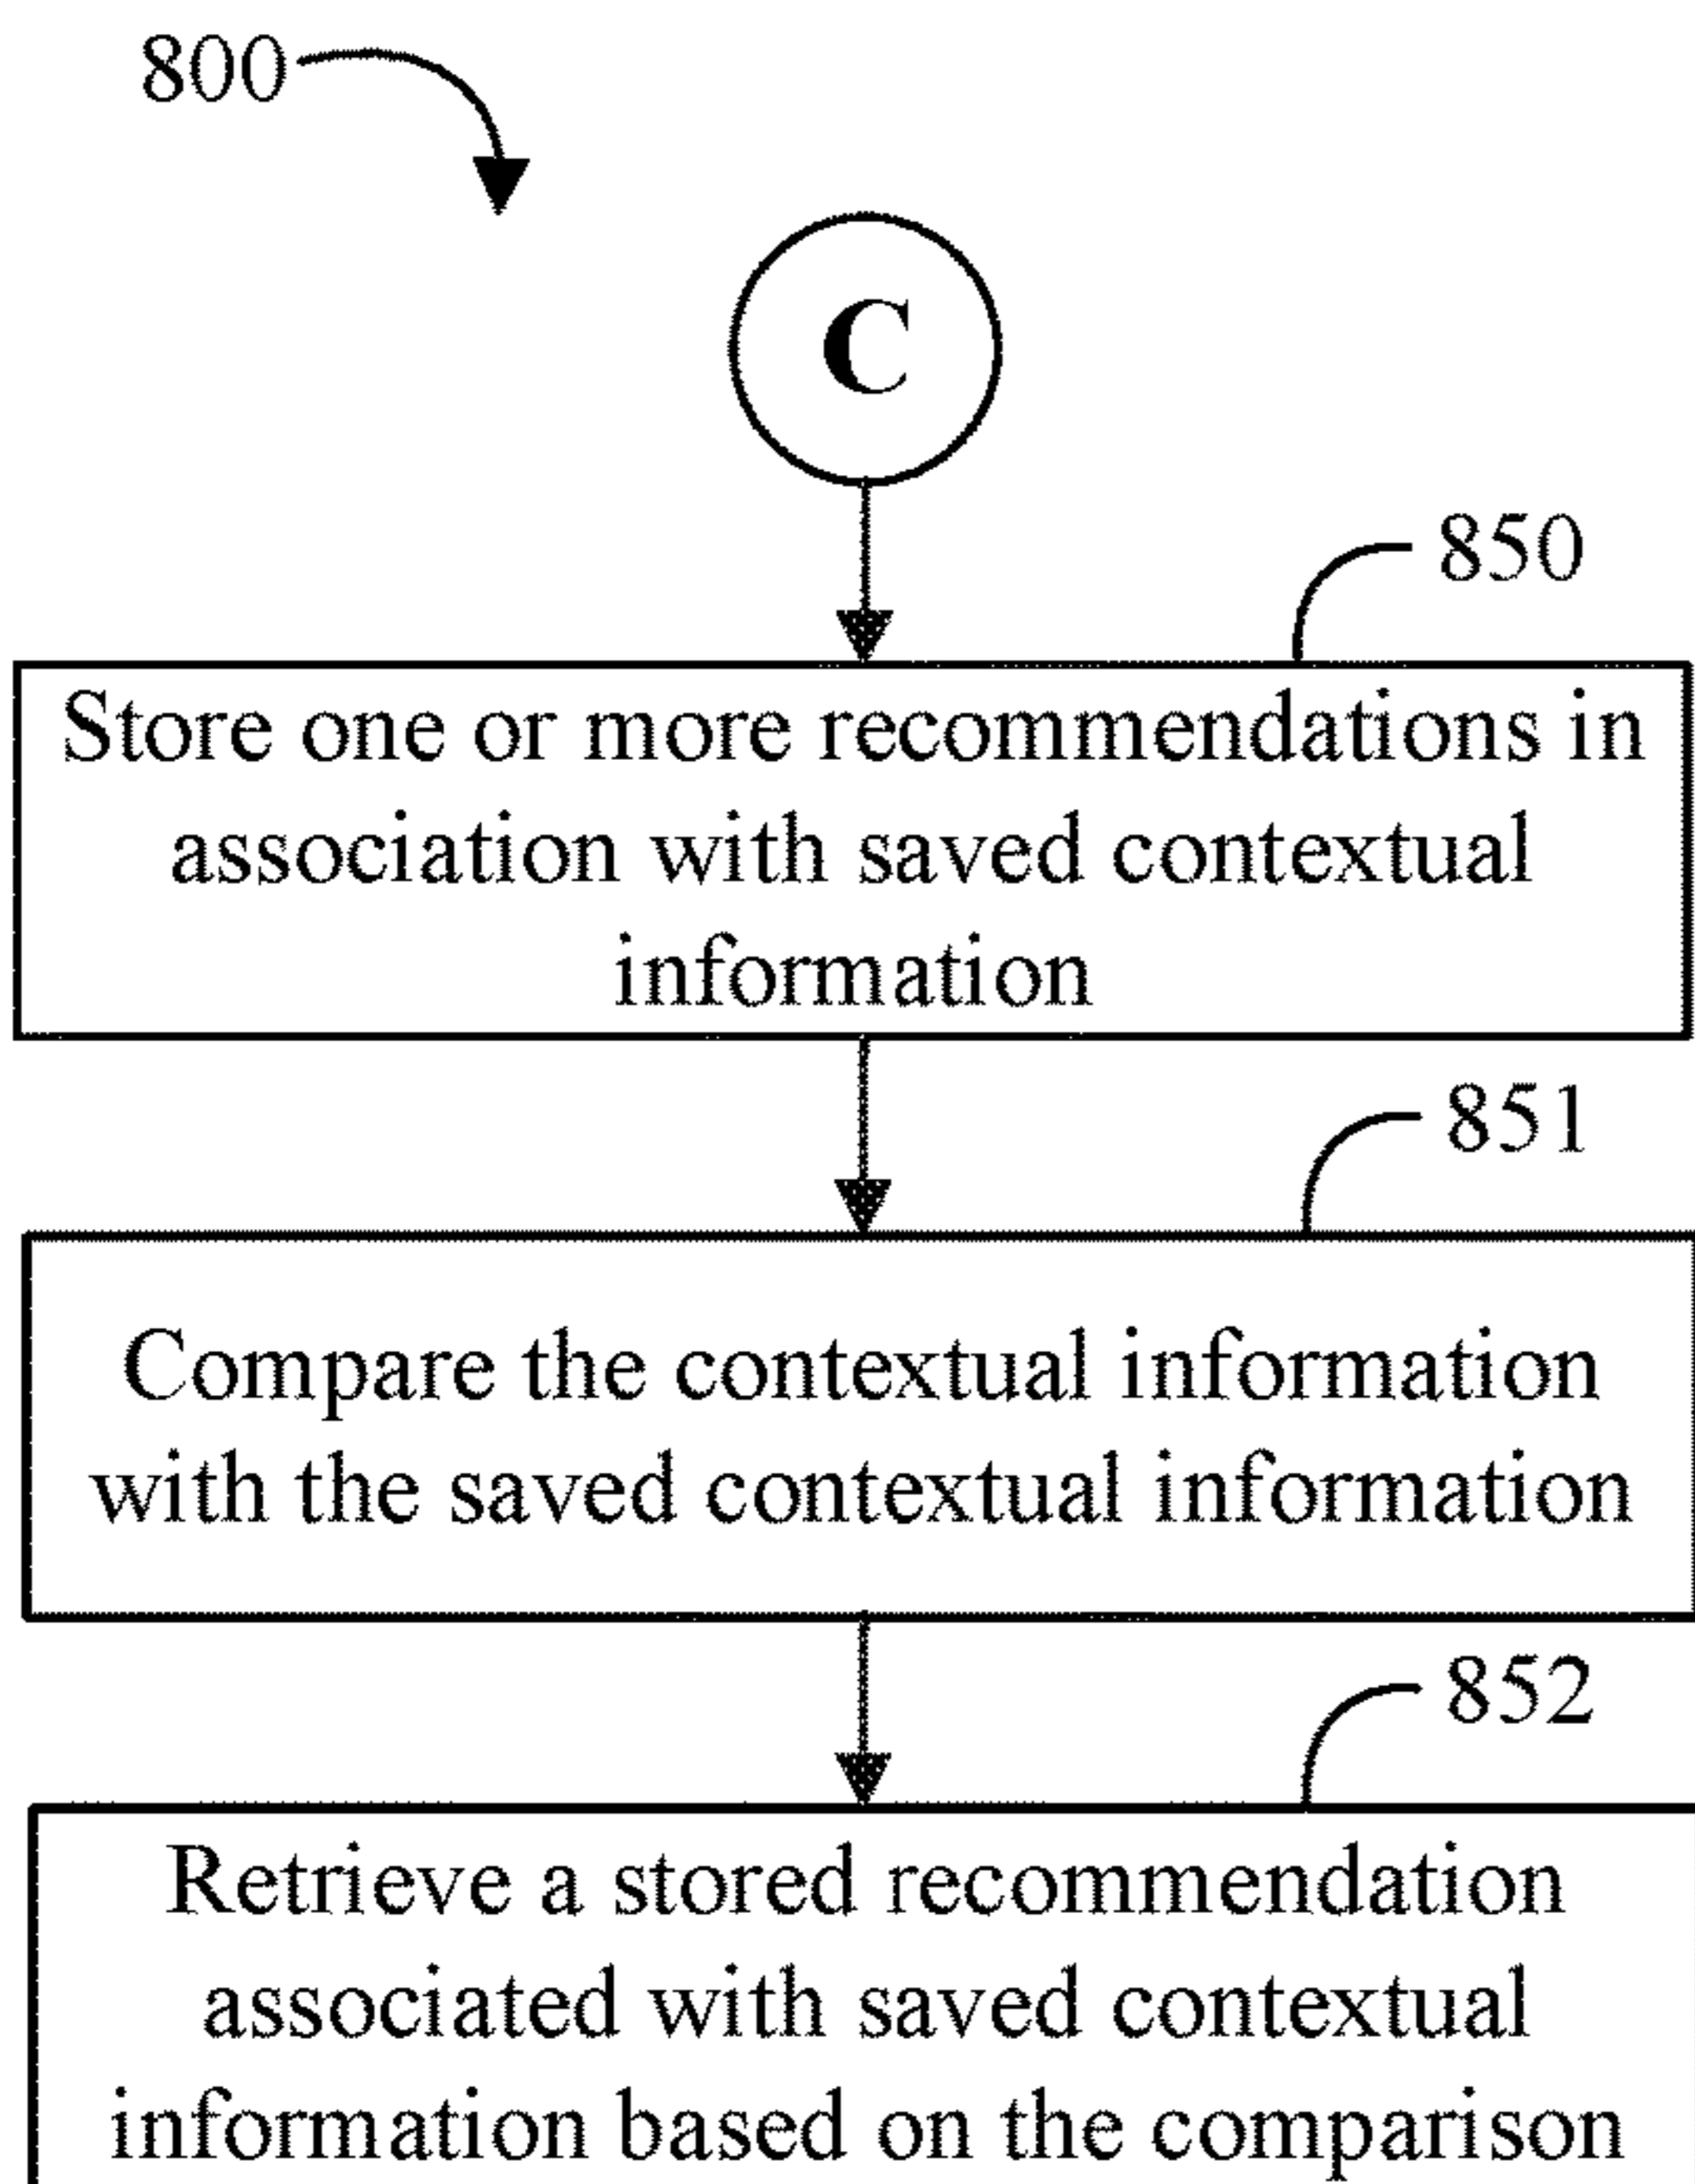 800
C
850
Store one or more recommendations in
association with saved contextual
information
851
Compare the contextual information
with the saved contextual information
852
Retrieve a stored recommendation
associated with saved contextual
information based on the comparison